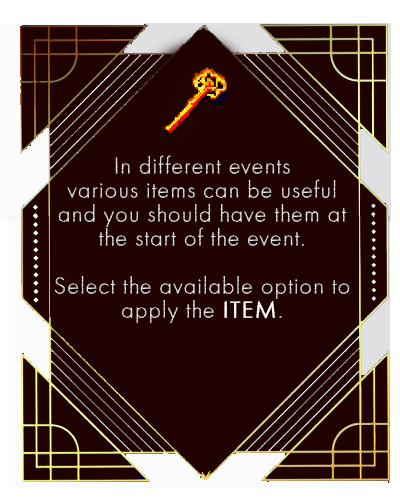 In different events
various items can be useful
and you should have them at
the start of the event.
Select the available option to
apply the ITEM.